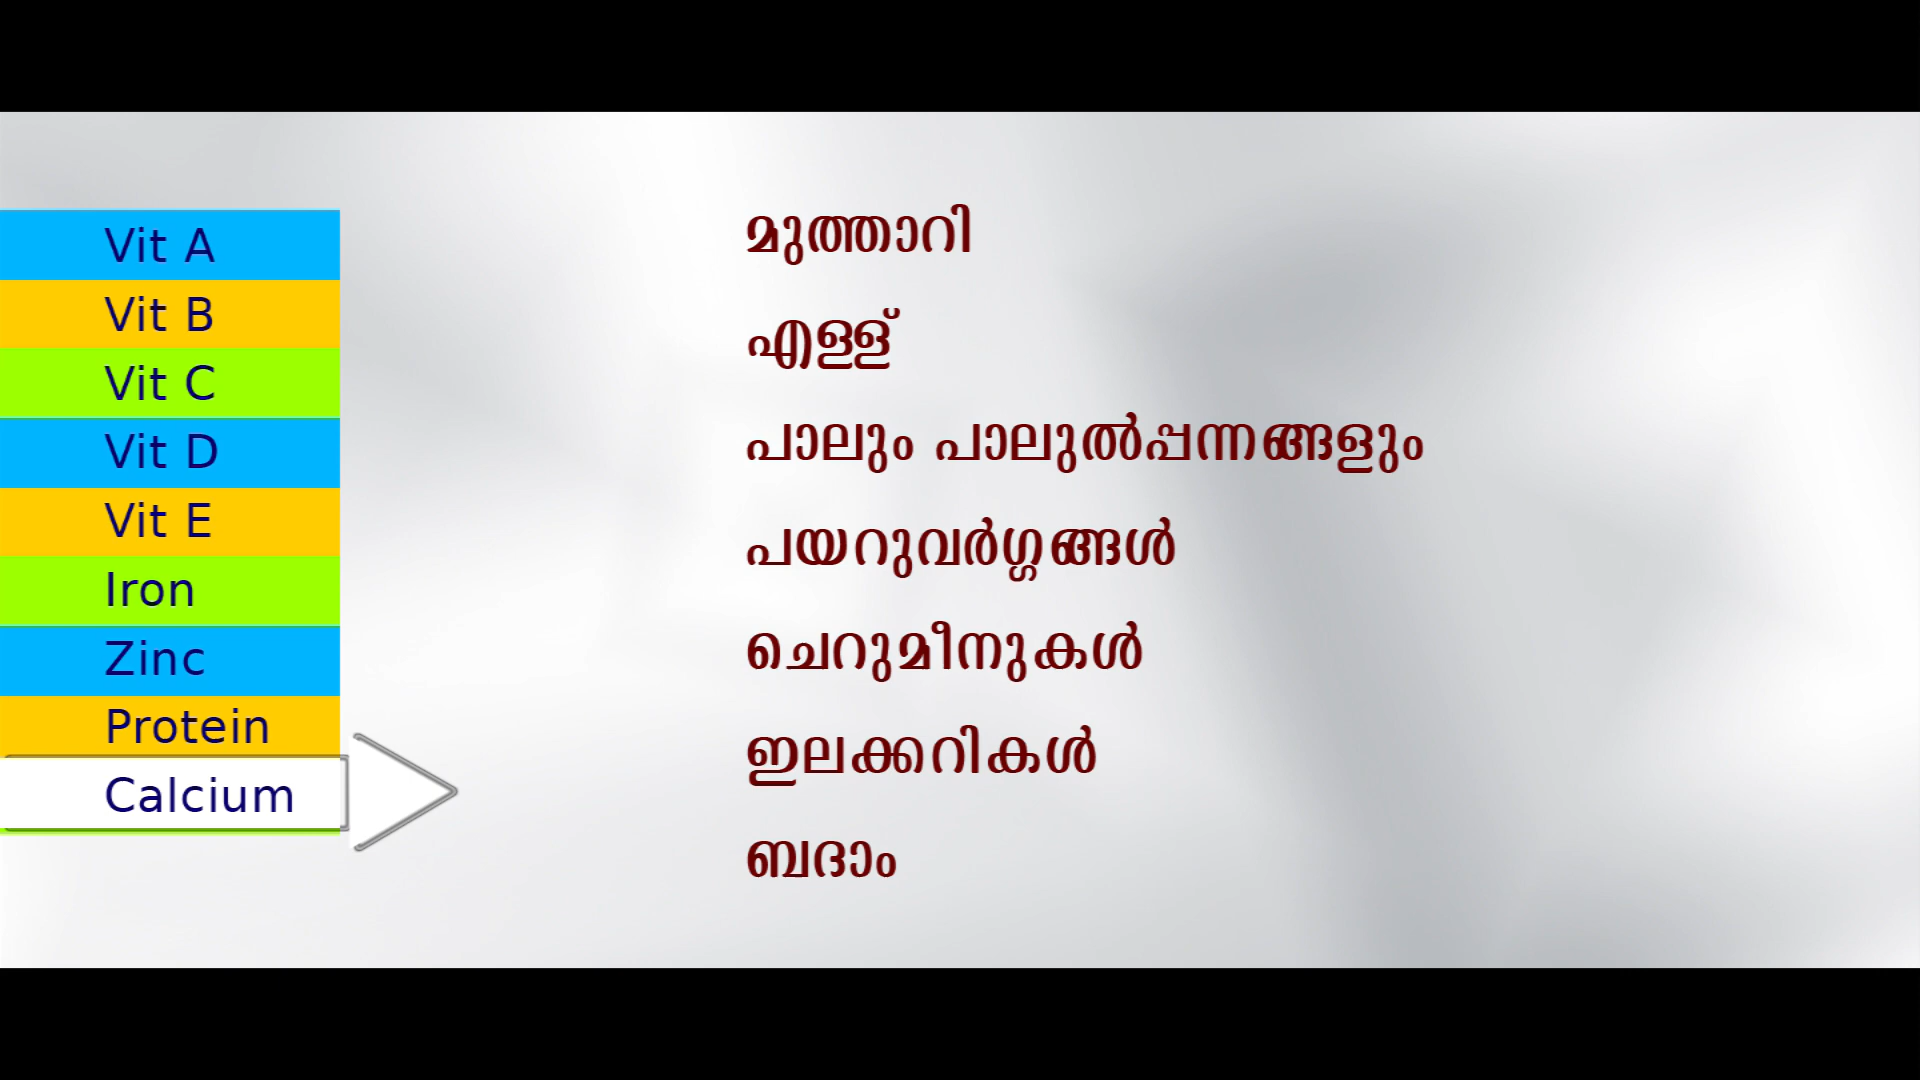 Vit A
Vit B
Vit C
Vit D
Vit E
Iron
Zinc
Protein
Calcium
മുത്താറി
എള്ള്
പാലും പാലുൽപ്പന്നങ്ങളും
പയറുവർഗ്ഗങ്ങൾ
ചെറുമീനുകൾ
ഇലക്കറികൾ
ബദാം